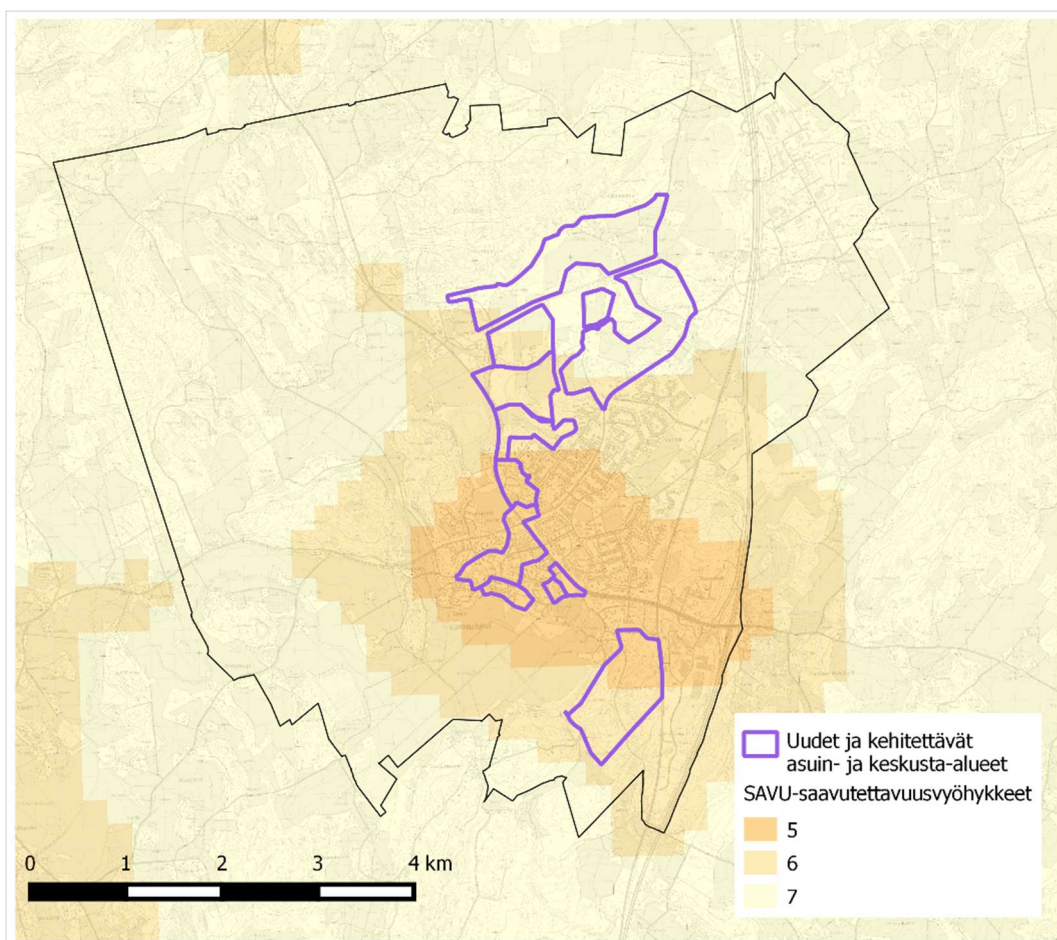 Uudet ja kehitettävät
asuin- ja keskusta-alueet
SAVU-saavutettavuusvyöhykkeet
5
6
7
0 1 2 3 4 km